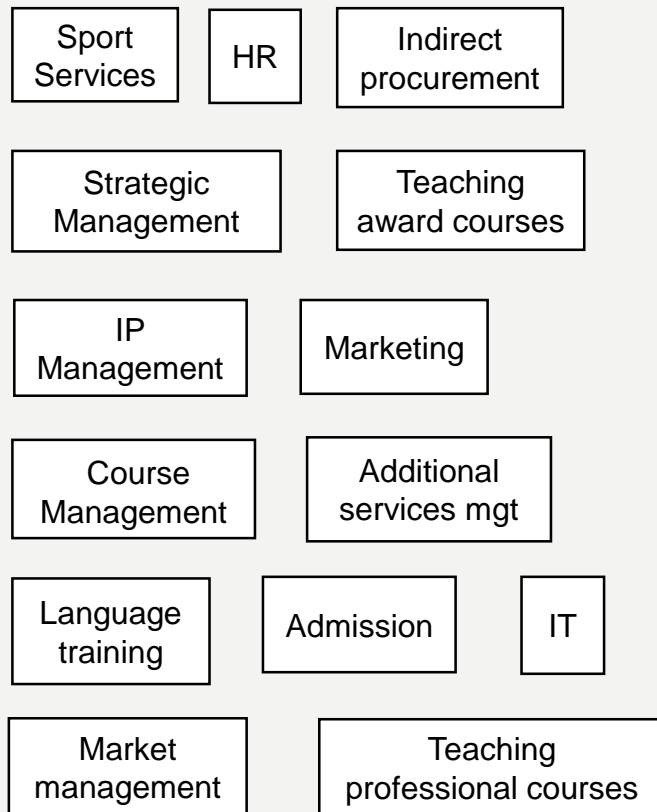 Sport
Services
HR
Indirect
procurement
Strategic
Management
Teaching
award courses
IP
Management
Marketing
Course
Management
Additional
services mgt
Language
training
Admission
IT
Market
management
Teaching
professional courses